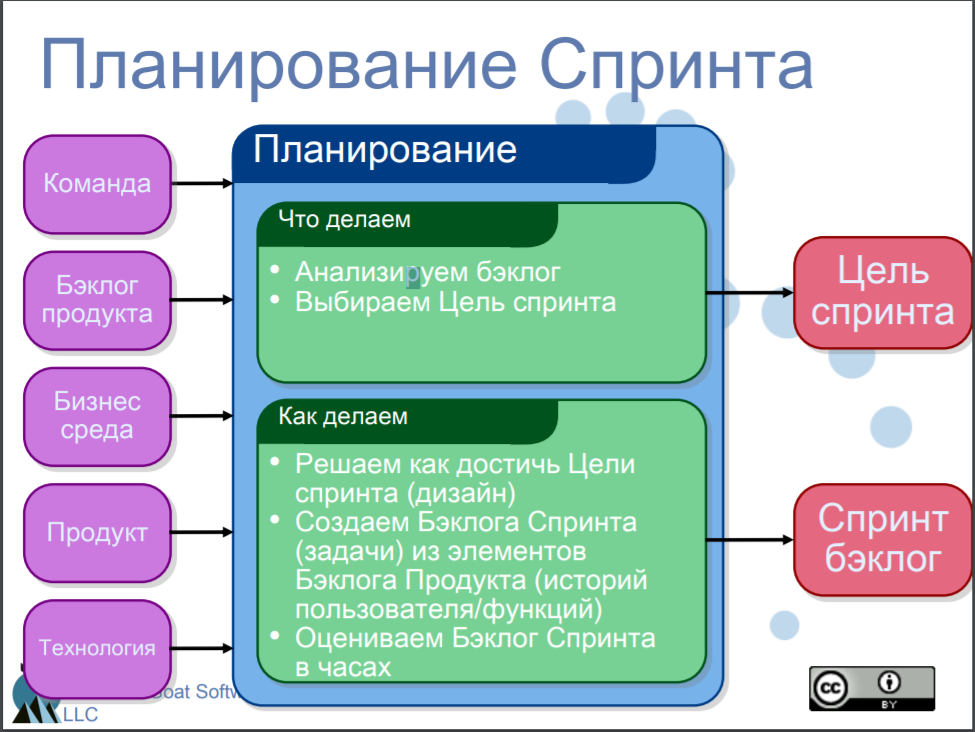 Планирование Спринта
Команда
Бэклог
продукта
Бизнес
среда
Продукт
Технология
Планирование
Что делаем
• Анализируем бэклог
• Выбираем Цель спринта
Как делаем
• Решаем как достичь Цели
спринта (дизайн)
• Создаем Бэклога Спринта
(задачи) из элементов
Бэклога Продукта (историй
пользователя/функций)
• Оцениваем Бэклог Спринта
в часах
Цель
спринта
Спринт
бэклог
LLC
cc
BY